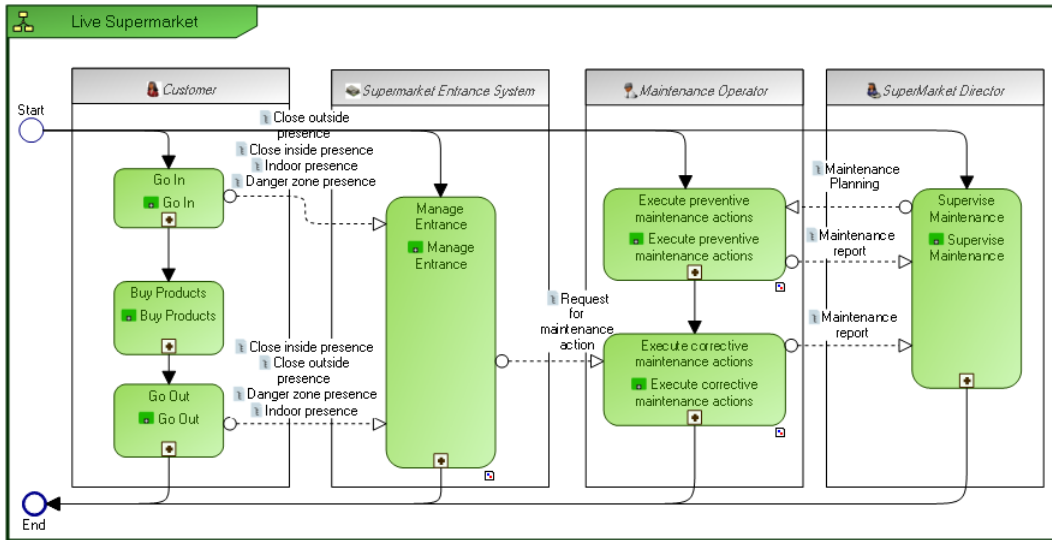 Live Supermarket
Customer
Supermarket Entrance System
Maintenance Operator
SuperMarket Director
Start
Close outside
presence
Close inside presence
Indoor presence
Danger zone presence
Go In
Go In
Manage
Entrance
Manage
Entrance
Execute preventive
maintenance actions
Execute preventive
maintenance actions
Maintenance
Planning
Supervise
Maintenance
Supervise
Maintenance
Maintenance
report
Buy Products
Buy Products
Request
for
maintenance
action
Maintenance
report
Execute corrective
maintenance actions
Execute corrective
maintenance actions
Close inside presence
Close outside
presence
Danger zone presence
Indoor presence
Go Out
Go Out
End